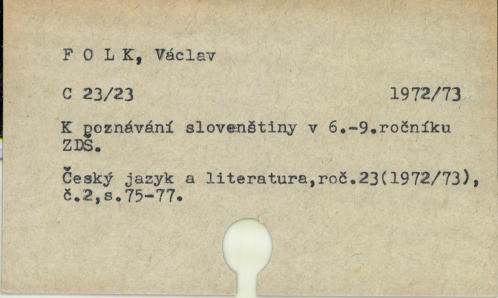 F O L K, Václav
C 23/23 1972/73
K poznávání slovenštiny v 6.-9.ročníku
ZDŠ.
Český jazyk a literatura,roč.23(1972/73),
č.2,s.75-77.